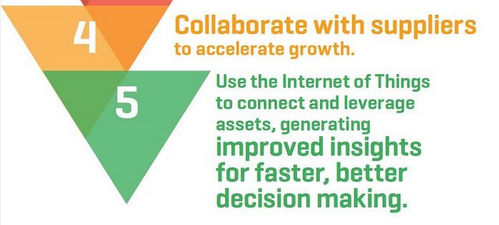 4
Collaborate with suppliers
to accelerate growth.
5
Use the Internet of Things
to connect and leverage
assets, generating
improved insights
for faster, better
decision making.